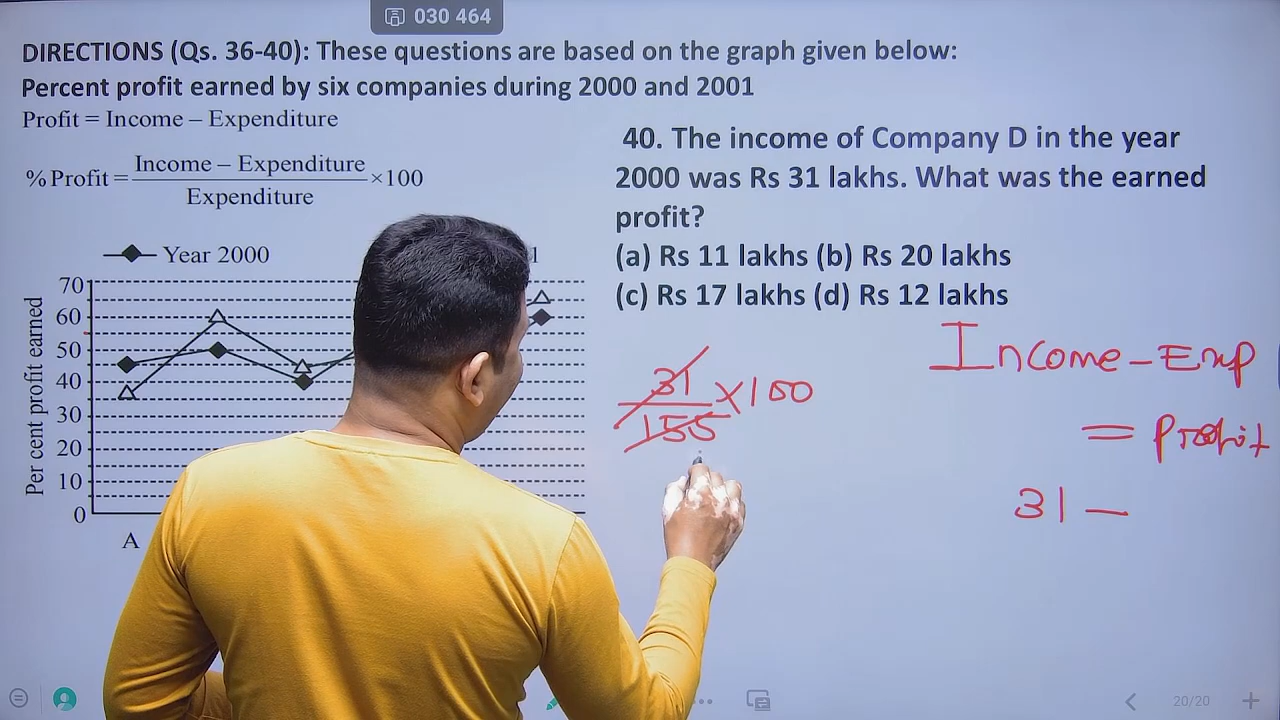 030 464
DIRECTIONS (Qs. 36-40): These questions are based on the graph given below:
Percent profit earned by six companies during 2000 and 2001
Profit = Income – Expenditure
% Profit = Income – Expenditure / Expenditure ×100
40. The income of Company D in the year
2000 was Rs 31 lakhs. What was the earned
profit?
(a) Rs 11 lakhs (b) Rs 20 lakhs
(c) Rs 17 lakhs (d) Rs 12 lakhs
Year 2000
1
Per cent profit earned
70
60
50
40
30
20
10
0
A
31
155
×100
Income – Exp
= Profit
31 –
20/20